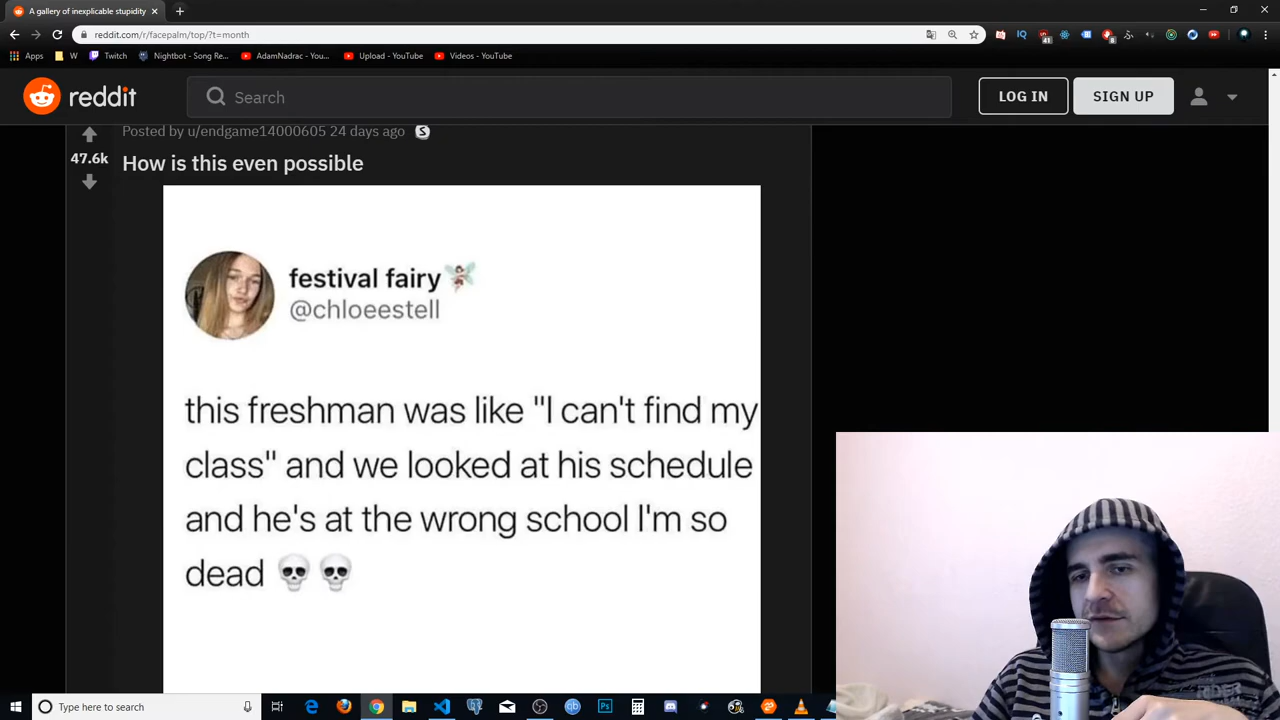 A gallery of inexplicable stupidity
reddit.com/r/facepalm/top/?t=month
Apps W Twitch Nightbot - Song Re... AdamNadrac - You... Upload - YouTube Videos - YouTube
reddit Search LOG IN SIGN UP
Posted by u/endgame14000605 24 days ago
47.6k
How is this even possible
festival fairy
@chloeestell
this freshman was like "I can't find my
class" and we looked at his schedule
and he's at the wrong school I'm so
dead
Type here to search